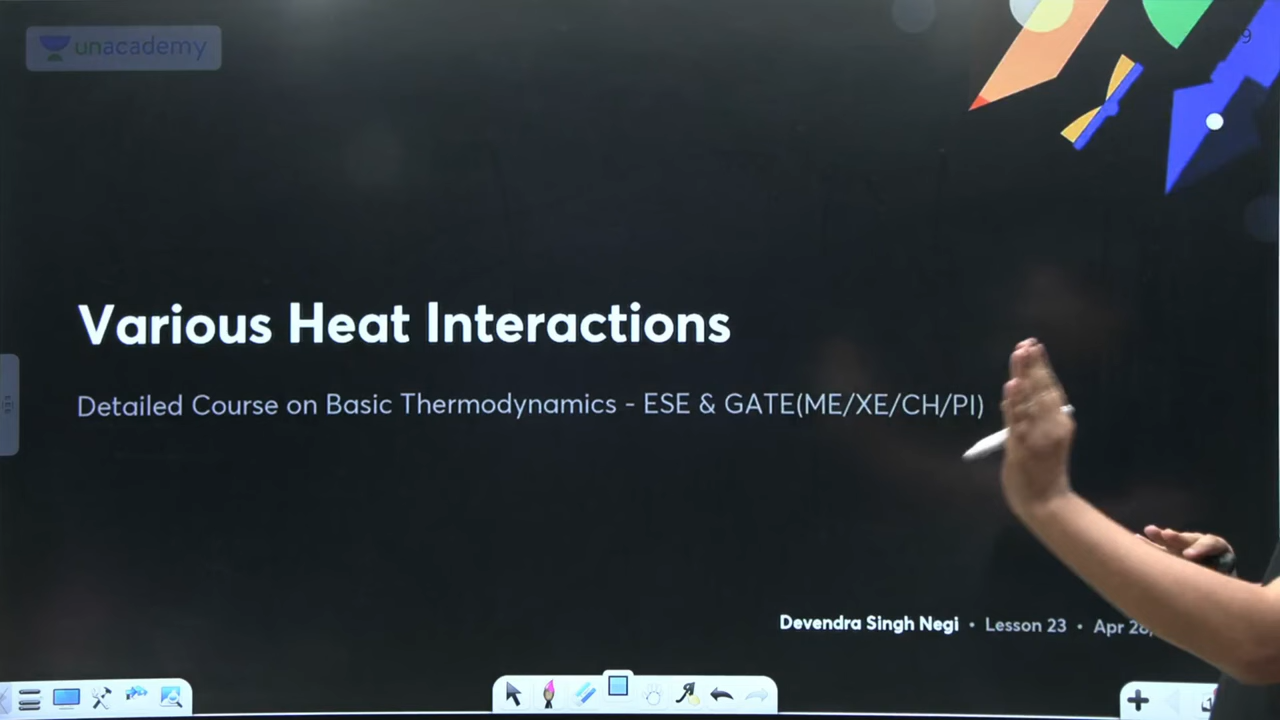 unacademy
9
Various Heat Interactions
Detailed Course on Basic Thermodynamics - ESE & GATE(ME/XE/CH/PI)
Devendra Singh Negi • Lesson 23 • Apr 28,